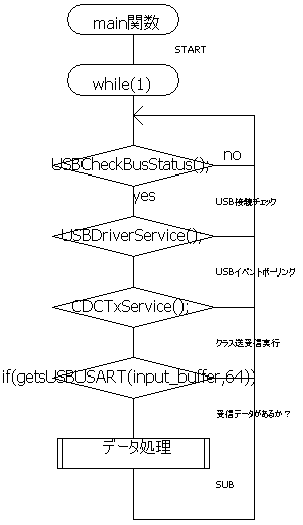 main関数
START
while(1)
USBCheckBusStatus();
no
yes
USB接続チェック
USBDriverService();
USBイベントポーリング
CDCTxService();
クラス送受信実行
if(getsUSBUSART(input_buffer,64))
受信データがあるか？
データ処理
SUB